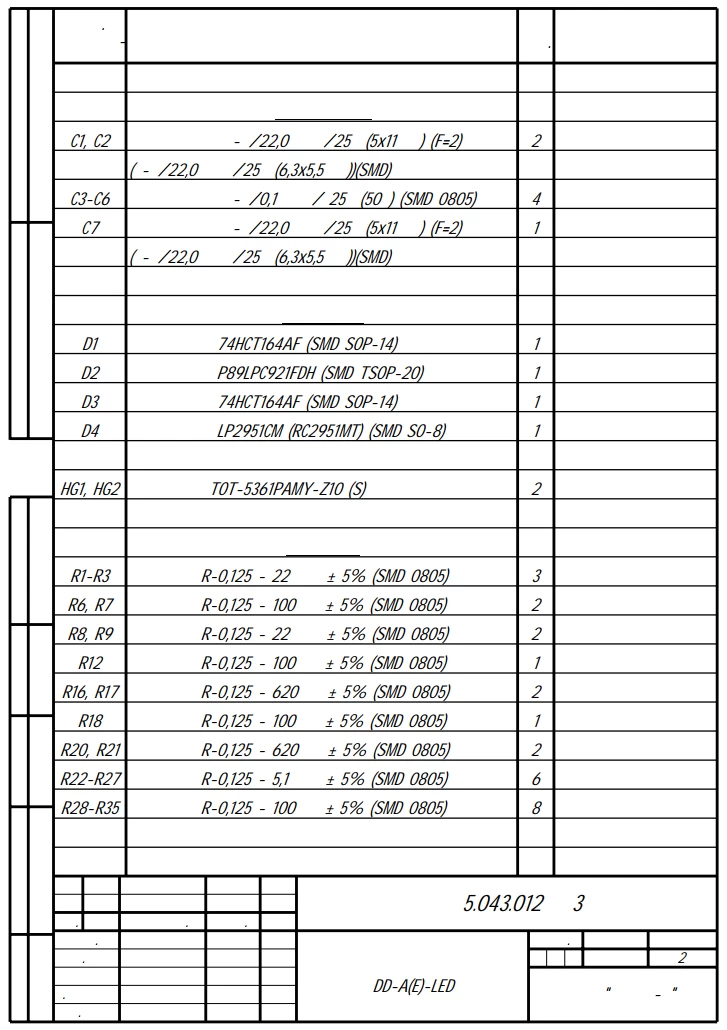 C1, C2 - /22,0 /25 (5x11 ) (F=2) 2
( - /22,0 /25 (6,3x5,5 ))(SMD)
C3-C6 - /0,1 / 25 (50 ) (SMD 0805) 4
C7 - /22,0 /25 (5x11 ) (F=2) 1
( - /22,0 /25 (6,3x5,5 ))(SMD)
D1 74HCT164AF (SMD SOP-14) 1
D2 P89LPC921FDH (SMD TSOP-20) 1
D3 74HCT164AF (SMD SOP-14) 1
D4 LP2951CM (RC2951MT) (SMD SO-8) 1
HG1, HG2 TOT-5361PAMY-Z10 (S) 2
R1-R3 R-0,125 - 22 ± 5% (SMD 0805) 3
R6, R7 R-0,125 - 100 ± 5% (SMD 0805) 2
R8, R9 R-0,125 - 22 ± 5% (SMD 0805) 2
R12 R-0,125 - 100 ± 5% (SMD 0805) 1
R16, R17 R-0,125 - 620 ± 5% (SMD 0805) 2
R18 R-0,125 - 100 ± 5% (SMD 0805) 1
R20, R21 R-0,125 - 620 ± 5% (SMD 0805) 2
R22-R27 R-0,125 - 5,1 ± 5% (SMD 0805) 6
R28-R35 R-0,125 - 100 ± 5% (SMD 0805) 8
5.043.012 3
2
DD-A(E)-LED
" - "